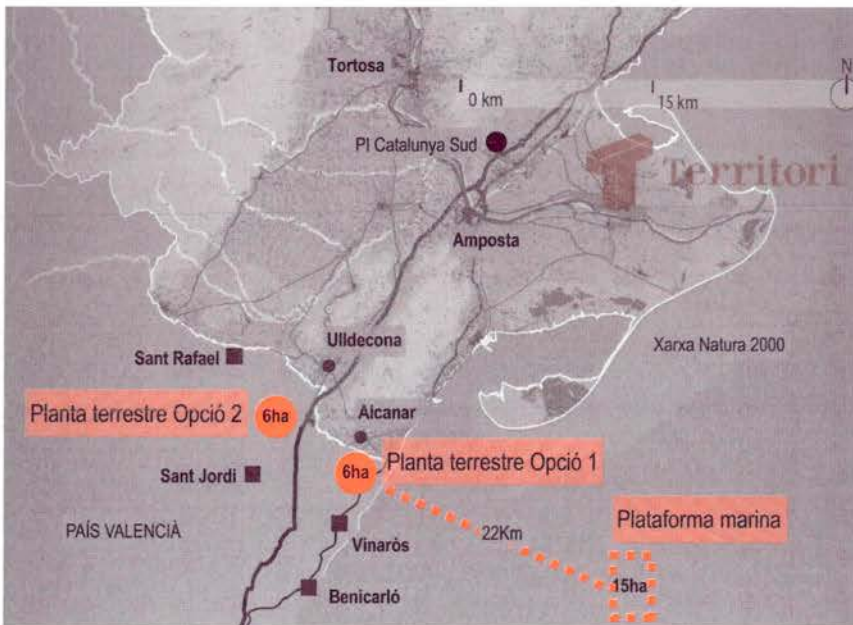 Tortosa
0 km
15 km
N
PI Catalunya Sud
Territori
Amposta
Ulldecona
Sant Rafael
Xarxa Natura 2000
Planta terrestre Opció 2
6ha
Alcanar
Planta terrestre Opció 1
6ha
Sant Jordi
Plataforma marina
PAÍS VALENCIÀ
22Km
Vinaròs
15ha
Benicarló